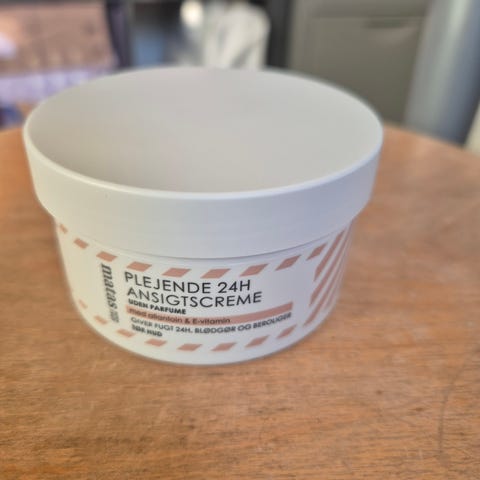 matas
PLEJENDE 24H
ANSIGTSCREME
UDEN PARFUME
med allantoin & E-vitamin
GIVER FUGT 24H, BLØDGØR OG BEROLIGER
TØR HUD